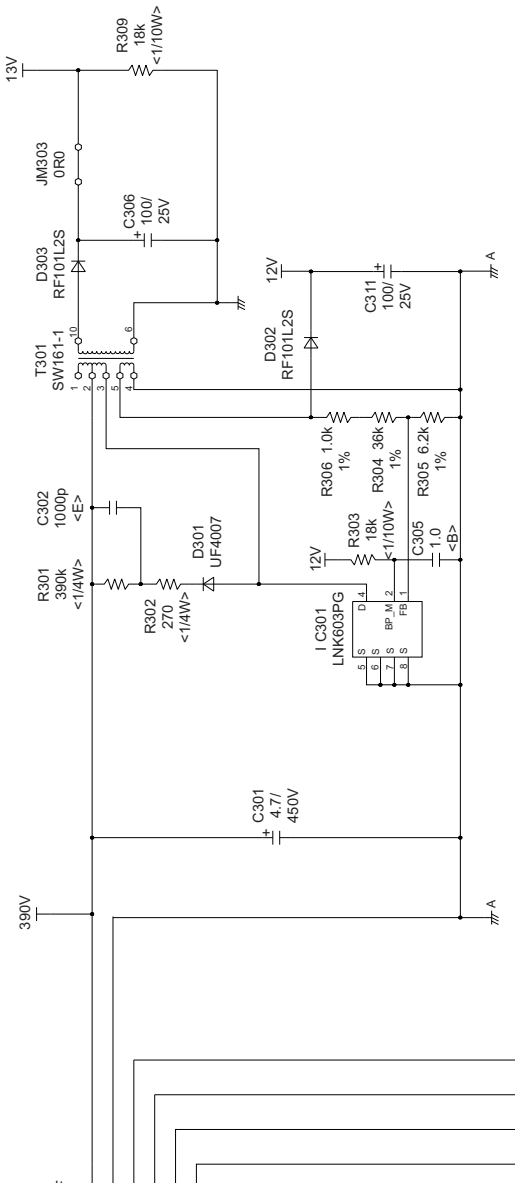 13V
R309
18k
<1/10W>
JM303
0R0
C306
+
100/
25V
D303
RF101L2S
T301
SW161-1
10
6
1
2
3
5
4
12V
C311
+
100/
25V
A
D302
RF101L2S
R306 1.0k
1%
R304 36k
1%
R305 6.2k
1%
C302
1000p
<E>
R301
390k
<1/4W>
R302
270
<1/4W>
D301
UF4007
12V
R303
18k
<1/10W>
C305
1.0
<B>
I C301
LNK603PG
D 4
BP_M 2
FB 1
5 S
6 S
7 S
8 S
C301
+
4.7/
450V
390V
A